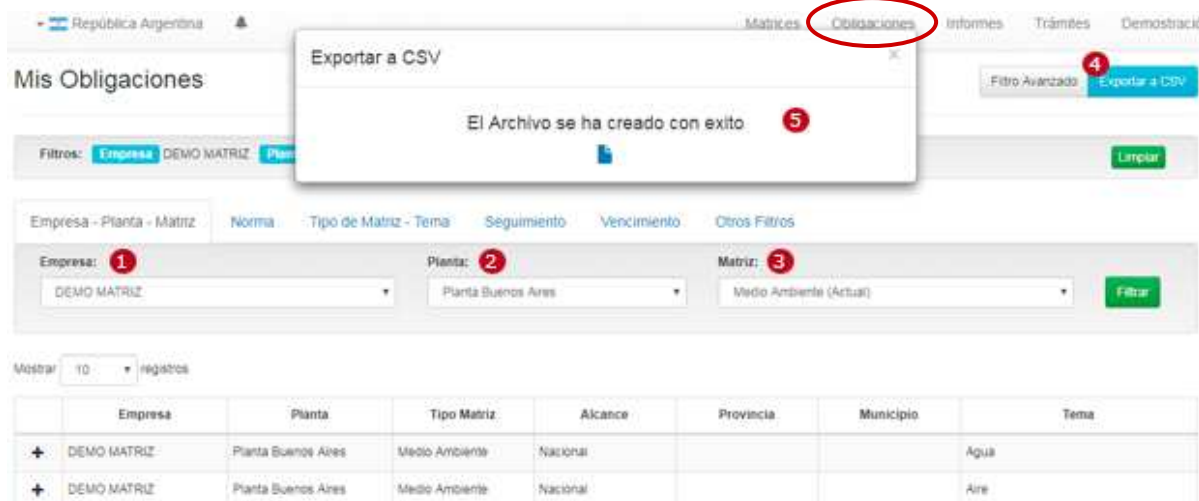 República Argentina Matrices Obligaciones Informes Trámites Demostració
Exportar a CSV ×
Mis Obligaciones Filtro Avanzado 4 Exportar a CSV
El Archivo se ha creado con exito 5
Filtros: Empresa DEMO MATRIZ Plan Limpiar
Empresa - Planta - Matriz Norma Tipo de Matriz - Tema Seguimiento Vencimiento Otros Filtros
Empresa: 1 Planta: 2 Matriz: 3
DEMO MATRIZ Planta Buenos Aires Medio Ambiente (Actual) Filtrar
Mostrar 10 registros
Empresa Planta Tipo Matriz Alcance Provincia Municipio Tema
+ DEMO MATRIZ Planta Buenos Aires Medio Ambiente Nacional Agua
+ DEMO MATRIZ Planta Buenos Aires Medio Ambiente Nacional Aire